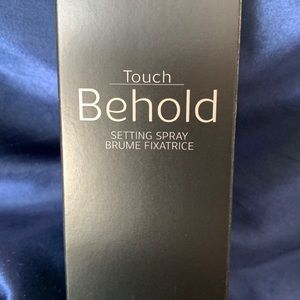 Touch
Behold
SETTING SPRAY
BRUME FIXATRICE